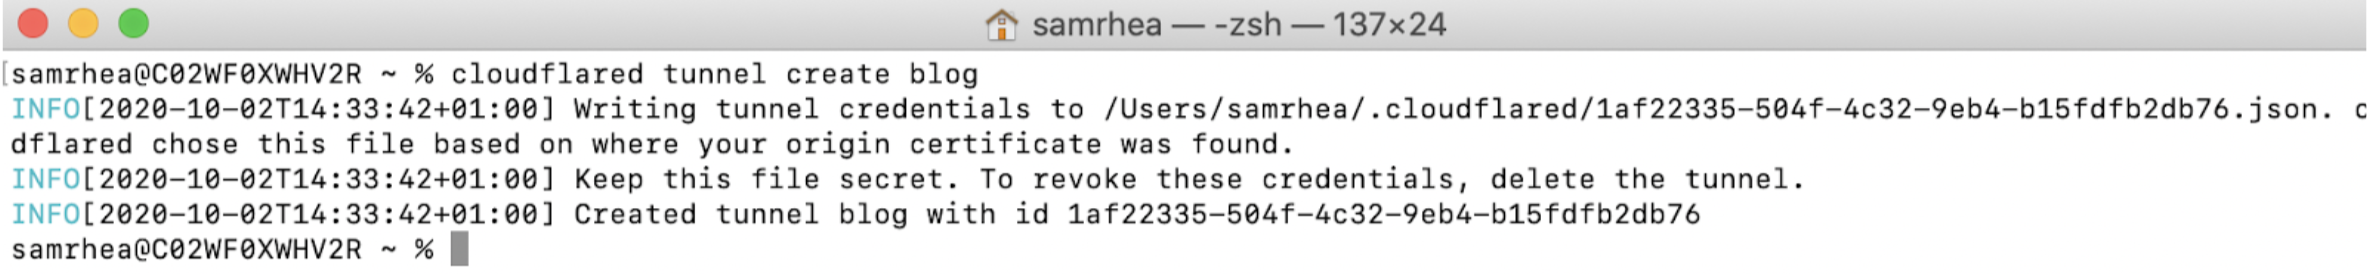 samrhea — -zsh — 137×24
[samrhea@C02WF0XWHV2R ~ % cloudflared tunnel create blog
INFO[2020-10-02T14:33:42+01:00] Writing tunnel credentials to /Users/samrhea/.cloudflared/1af22335-504f-4c32-9eb4-b15fdfb2db76.json. c
dflared chose this file based on where your origin certificate was found.
INFO[2020-10-02T14:33:42+01:00] Keep this file secret. To revoke these credentials, delete the tunnel.
INFO[2020-10-02T14:33:42+01:00] Created tunnel blog with id 1af22335-504f-4c32-9eb4-b15fdfb2db76
samrhea@C02WF0XWHV2R ~ %